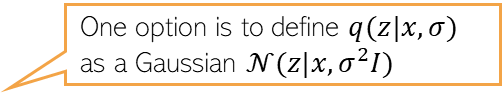 One option is to define q(z|x, σ)
as a Gaussian 𝒩(z|x, σ²I)